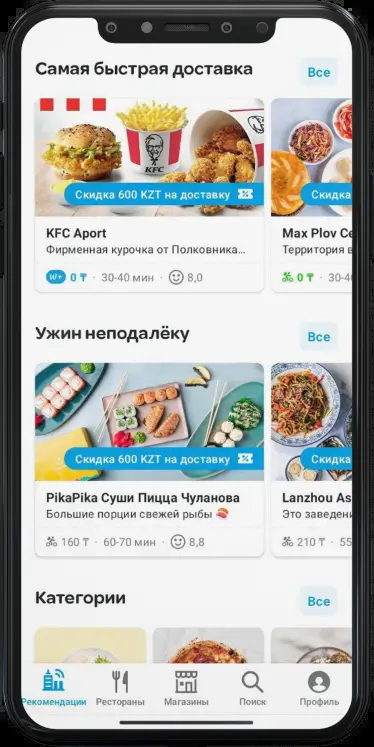 Самая быстрая доставка
Все
KFC
Скидка 600 KZT на доставку
Скидка
KFC Aport
Фирменная курочка от Полковника...
W+ 0 ₸ · 30-40 мин · 8,0
Max Plov Ce
Территория в
0 ₸ · 30-4
Ужин неподалёку
Все
Скидка 600 KZT на доставку
Скидка
PikaPika Суши Пицца Чуланова
Большие порции свежей рыбы 🍣
160 ₸ · 60-70 мин · 8,8
Lanzhou As
Это заведени
210 ₸ · 55
Категории
Все
Рекомендации
Рестораны
Магазины
Поиск
Профиль